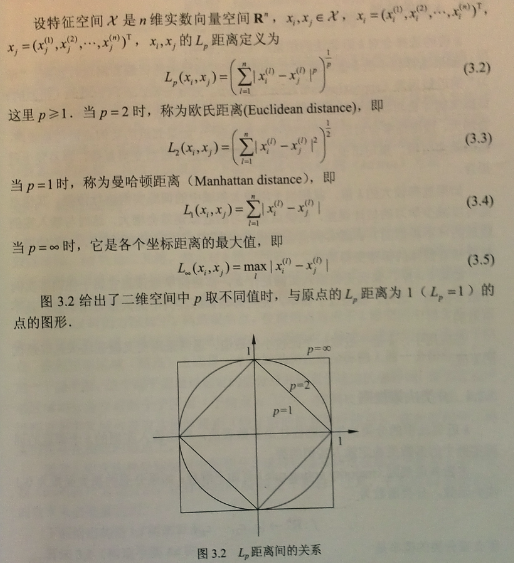 设特征空间 𝒳 是 n 维实数向量空间 Rⁿ，xᵢ, xⱼ ∈ 𝒳，xᵢ = (xᵢ⁽¹⁾, xᵢ⁽²⁾, ⋯, xᵢ⁽ⁿ⁾)ᵀ，
xⱼ = (xⱼ⁽¹⁾, xⱼ⁽²⁾, ⋯, xⱼ⁽ⁿ⁾)ᵀ，xᵢ, xⱼ 的 Lₚ 距离定义为
Lₚ(xᵢ, xⱼ) = (∑_{l=1}^{n} | xᵢ⁽ˡ⁾ − xⱼ⁽ˡ⁾ |ᵖ)^{1/p} (3.2)
这里 p ≥ 1．当 p = 2 时，称为欧氏距离(Euclidean distance)，即
L₂(xᵢ, xⱼ) = (∑_{l=1}^{n} | xᵢ⁽ˡ⁾ − xⱼ⁽ˡ⁾ |²)^{1/2} (3.3)
当 p = 1 时，称为曼哈顿距离（Manhattan distance），即
L₁(xᵢ, xⱼ) = ∑_{l=1}^{n} | xᵢ⁽ˡ⁾ − xⱼ⁽ˡ⁾ | (3.4)
当 p = ∞ 时，它是各个坐标距离的最大值，即
L_∞(xᵢ, xⱼ) = max_l | xᵢ⁽ˡ⁾ − xⱼ⁽ˡ⁾ | (3.5)
图 3.2 给出了二维空间中 p 取不同值时，与原点的 Lₚ 距离为 1（Lₚ = 1）的
点的图形．
1
p=∞
p=2
p=1
1
图 3.2 Lₚ 距离间的关系